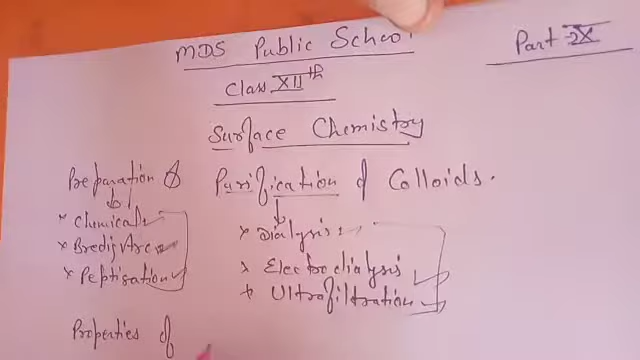 MDS Public School
Part IX
Class XIIth
Surface Chemistry
Preparation & Purification of Colloids.
* Chemical
* Dialysis :
* Bredig Arc
* Electrodialysis
* Peptisation
* Ultrafiltration
Properties of